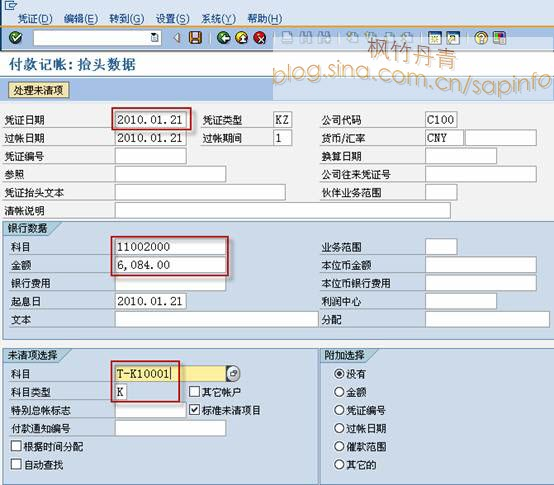 凭证(D) 编辑(E) 转到(G) 设置(S) 系统(Y) 帮助(H)
枫竹丹青
blog.sina.com.cn/sapinfo
付款记帐: 抬头数据
处理未清项
凭证日期 2010.01.21 凭证类型 KZ 公司代码 C100
过帐日期 2010.01.21 过帐期间 1 货币/汇率 CNY
凭证编号 换算日期
参照 公司往来凭证号
凭证抬头文本 伙伴业务范围
清帐说明
银行数据
科目 11002000 业务范围
金额 6,084.00 本位币金额
银行费用 本位币银行费用
起息日 2010.01.21 利润中心
文本 分配
未清项选择 附加选择
科目 T-K10001 没有
科目类型 K 其它帐户 金额
特别总帐标志 标准未清项目 凭证编号
付款通知编号 过帐日期
根据时间分配 催款范围
自动查找 其它的